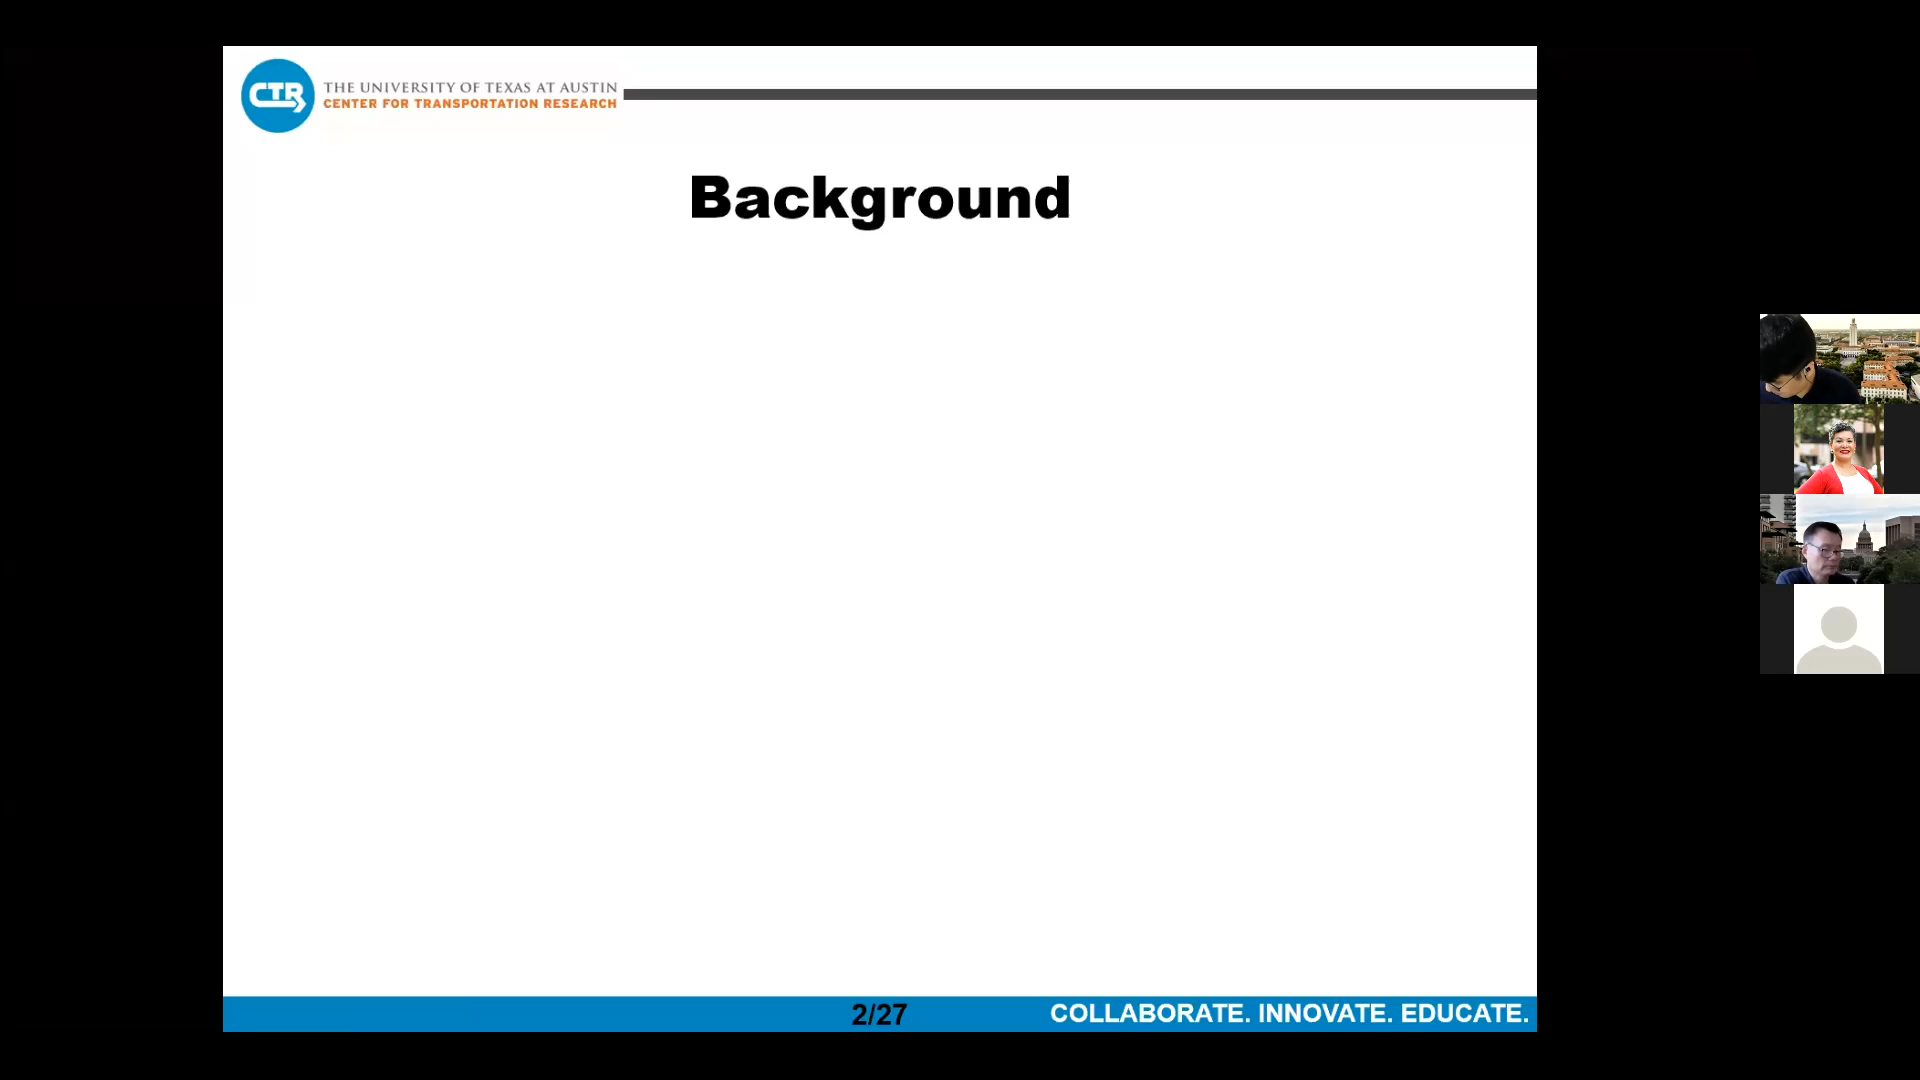 CTR
THE UNIVERSITY OF TEXAS AT AUSTIN
CENTER FOR TRANSPORTATION RESEARCH
Background
2/27
COLLABORATE. INNOVATE. EDUCATE.